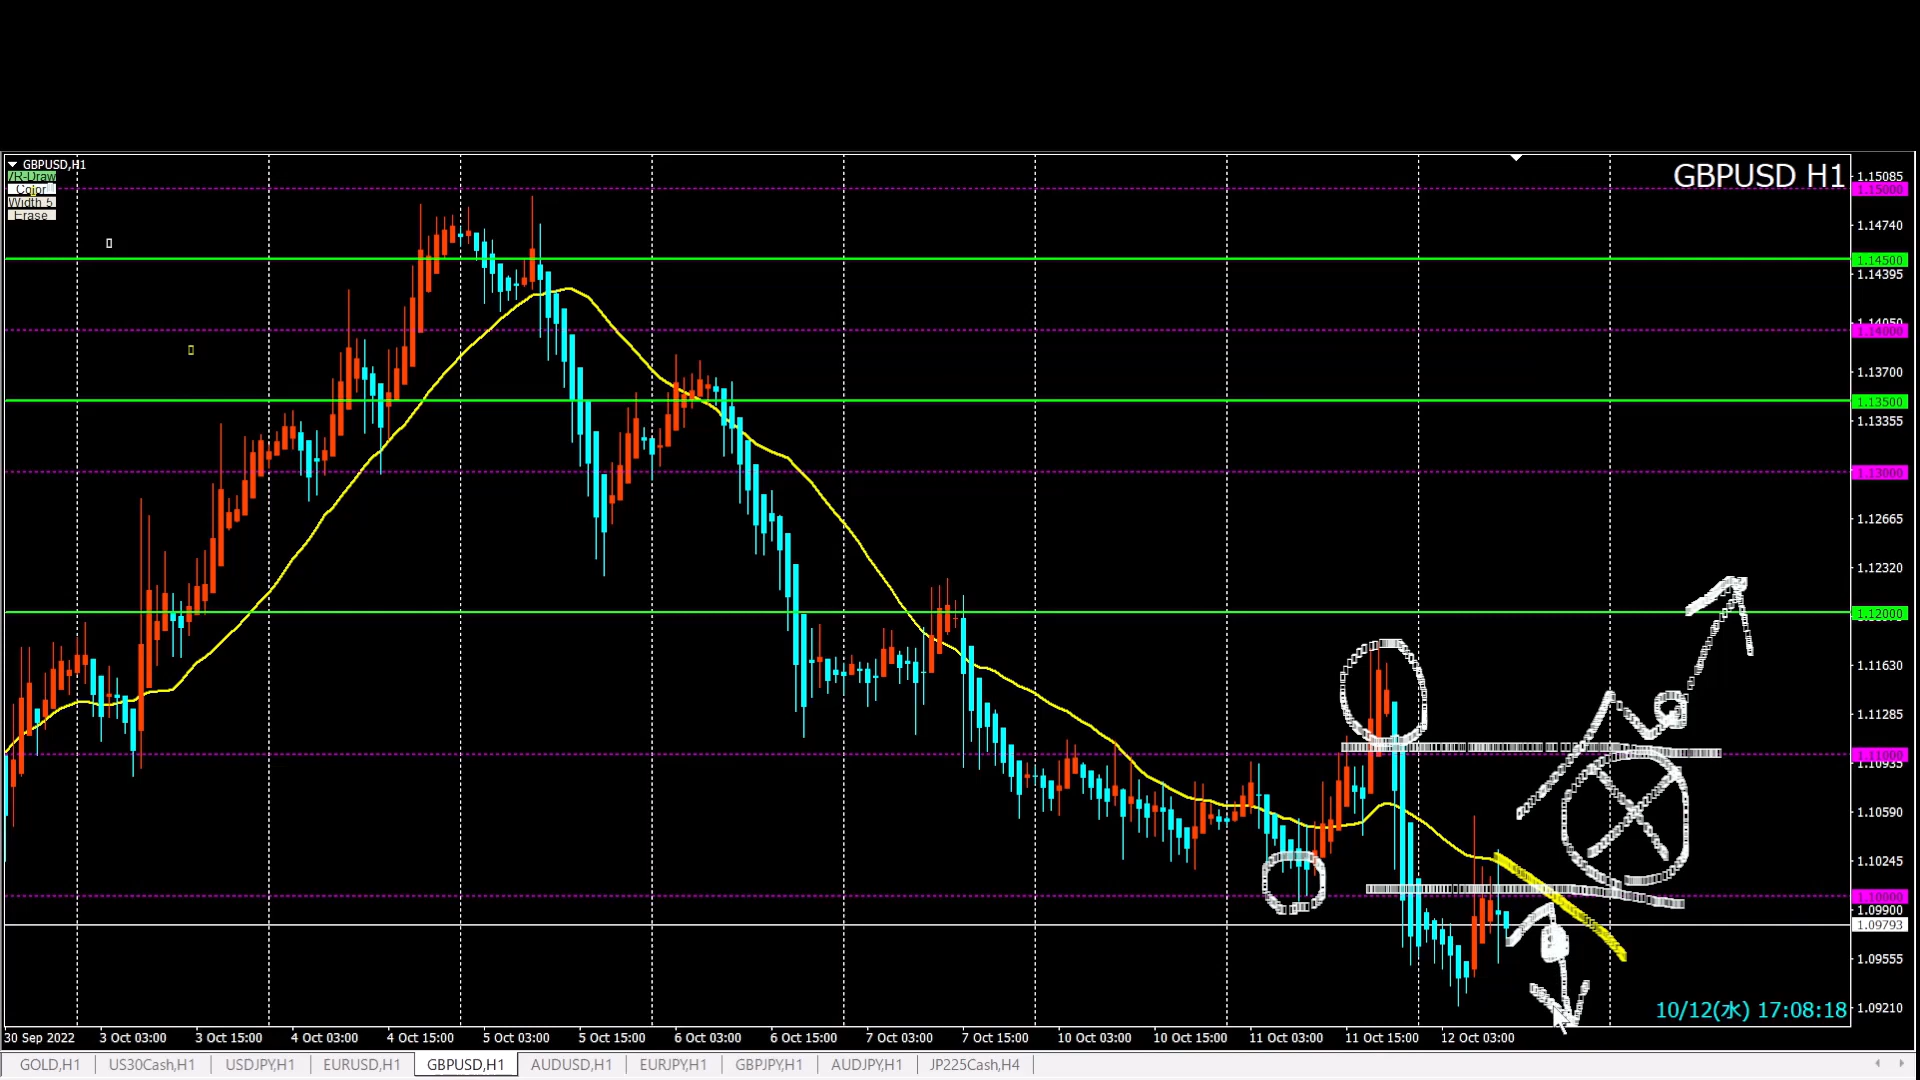 GBPUSD,H1
GBPUSD H1
/R-Draw
Color
Width 5
Erase
1.15085
1.15000
1.14740
1.14500
1.14395
1.14050
1.14000
1.13700
1.13500
1.13355
1.13000
1.12665
1.12320
1.12000
1.11630
1.11285
1.11000
1.10935
1.10590
1.10245
1.10000
1.09900
1.09793
1.09555
1.09210
10/12(水) 17:08:18
30 Sep 2022 3 Oct 03:00 3 Oct 15:00 4 Oct 03:00 4 Oct 15:00 5 Oct 03:00 5 Oct 15:00 6 Oct 03:00 6 Oct 15:00 7 Oct 03:00 7 Oct 15:00 10 Oct 03:00 10 Oct 15:00 11 Oct 03:00 11 Oct 15:00 12 Oct 03:00
GOLD,H1 US30Cash,H1 USDJPY,H1 EURUSD,H1 GBPUSD,H1 AUDUSD,H1 EURJPY,H1 GBPJPY,H1 AUDJPY,H1 JP225Cash,H4